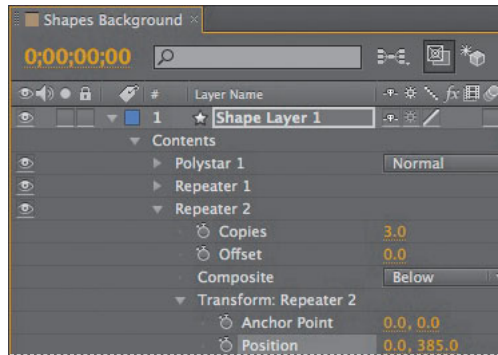 Shapes Background
0;00;00;00
# Layer Name
1 Shape Layer 1
Contents
Polystar 1 Normal
Repeater 1
Repeater 2
Copies 3.0
Offset 0.0
Composite Below
Transform: Repeater 2
Anchor Point 0.0, 0.0
Position 0.0, 385.0